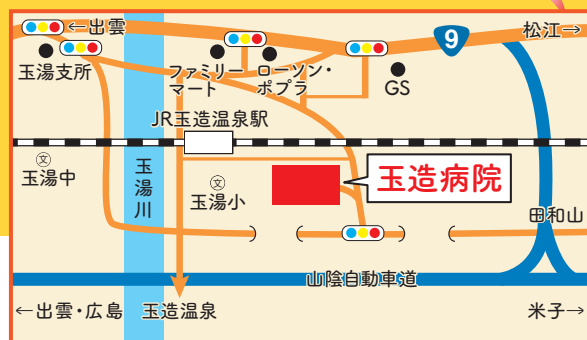 ←出雲
松江→
9
玉湯支所
ファミリー
マート
ローソン・
ポプラ
GS
JR玉造温泉駅
文
玉湯中
玉湯川
文
玉湯小
玉造病院
田和山
山陰自動車道
←出雲・広島
玉造温泉
米子→